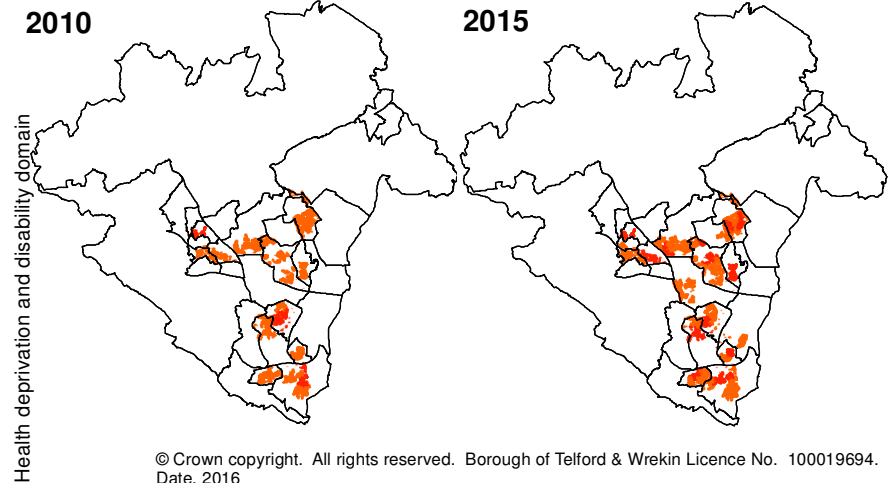 2010
2015
Health deprivation and disability domain
© Crown copyright.  All rights reserved.  Borough of Telford & Wrekin Licence No.  100019694.
Date, 2016